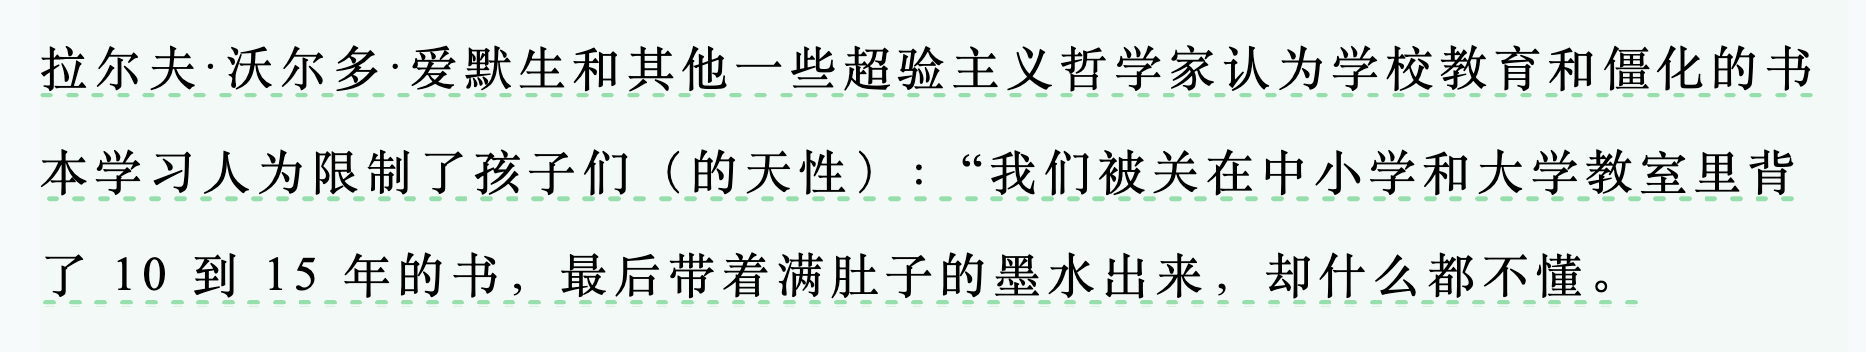 拉尔夫·沃尔多·爱默生和其他一些超验主义哲学家认为学校教育和僵化的书
本学习人为限制了孩子们（的天性）：“我们被关在中小学和大学教室里背
了 10 到 15 年的书，最后带着满肚子的墨水出来，却什么都不懂。